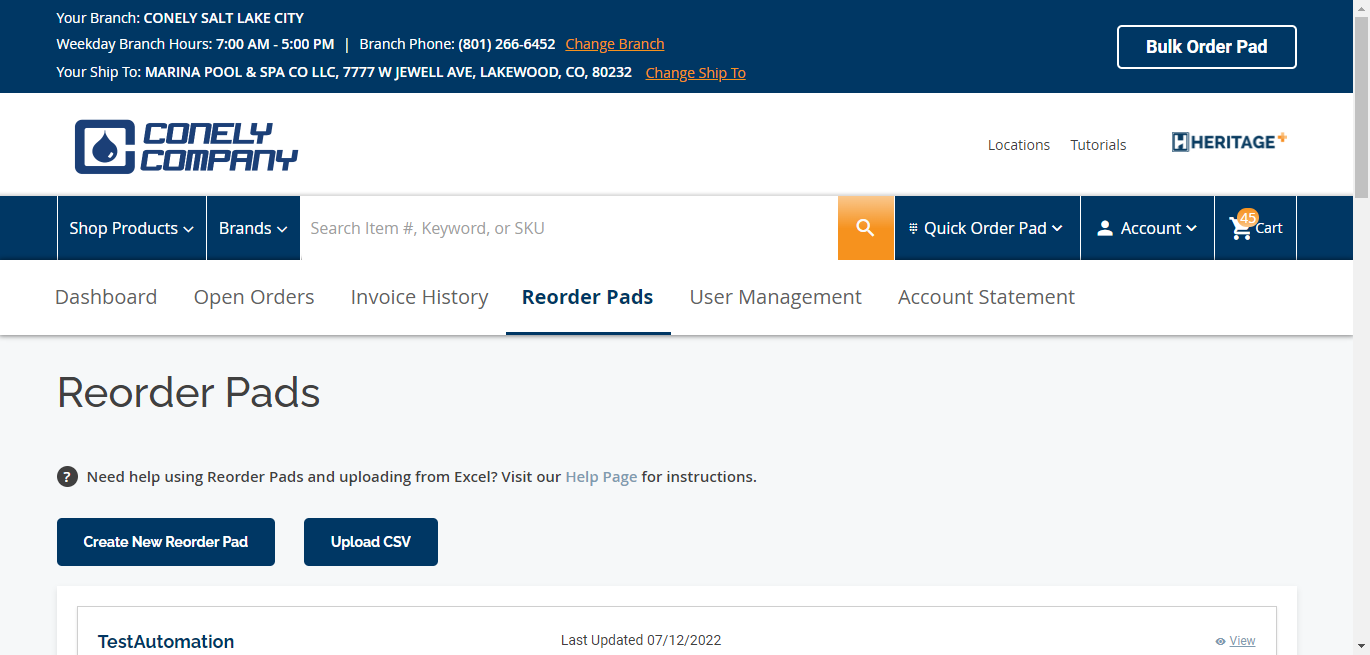 Your Branch: CONELY SALT LAKE CITY
Weekday Branch Hours: 7:00 AM - 5:00 PM | Branch Phone: (801) 266-6452 Change Branch
Your Ship To: MARINA POOL & SPA CO LLC, 7777 W JEWELL AVE, LAKEWOOD, CO, 80232 Change Ship To
Bulk Order Pad
CONELY
COMPANY
Locations Tutorials HERITAGE+
Shop Products Brands Search Item #, Keyword, or SKU Quick Order Pad Account 45 Cart
Dashboard Open Orders Invoice History Reorder Pads User Management Account Statement
Reorder Pads
? Need help using Reorder Pads and uploading from Excel? Visit our Help Page for instructions.
Create New Reorder Pad Upload CSV
TestAutomation Last Updated 07/12/2022 View